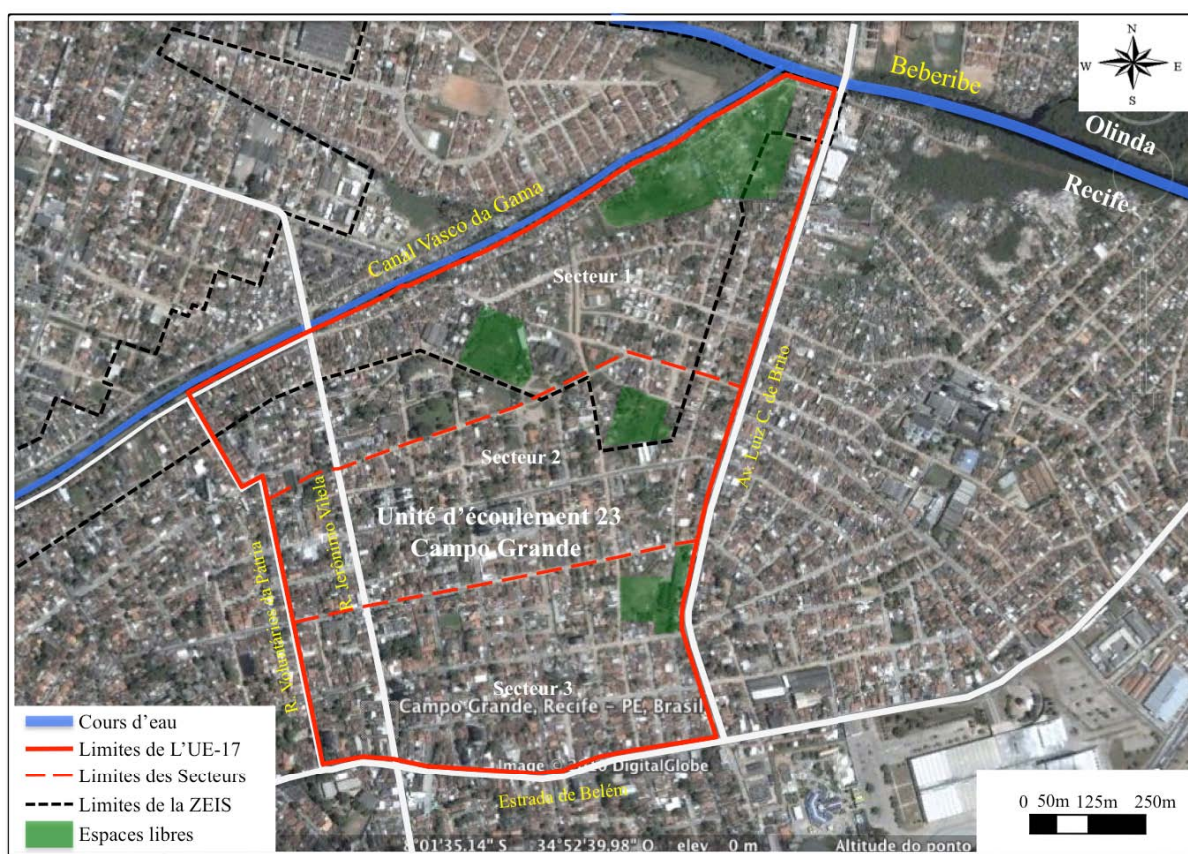 N
W E
S
Beberibe
Olinda
Recife
Canal Vasco da Gama
Secteur 1
Av. Luiz C. de Brito
Secteur 2
Unité d'écoulement 23
Campo Grande
R. Jerônimo Vilela
R. Voluntários da Patria
Secteur 3
Campo Grande, Recife - PE, Brasil
Image © DigitalGlobe
Estrada de Belém
8°01'35.14" S 34°52'39.98" O elev 0 m Altitude do ponto
Cours d'eau
Limites de L'UE-17
Limites des Secteurs
Limites de la ZEIS
Espaces libres
0 50m 125m 250m